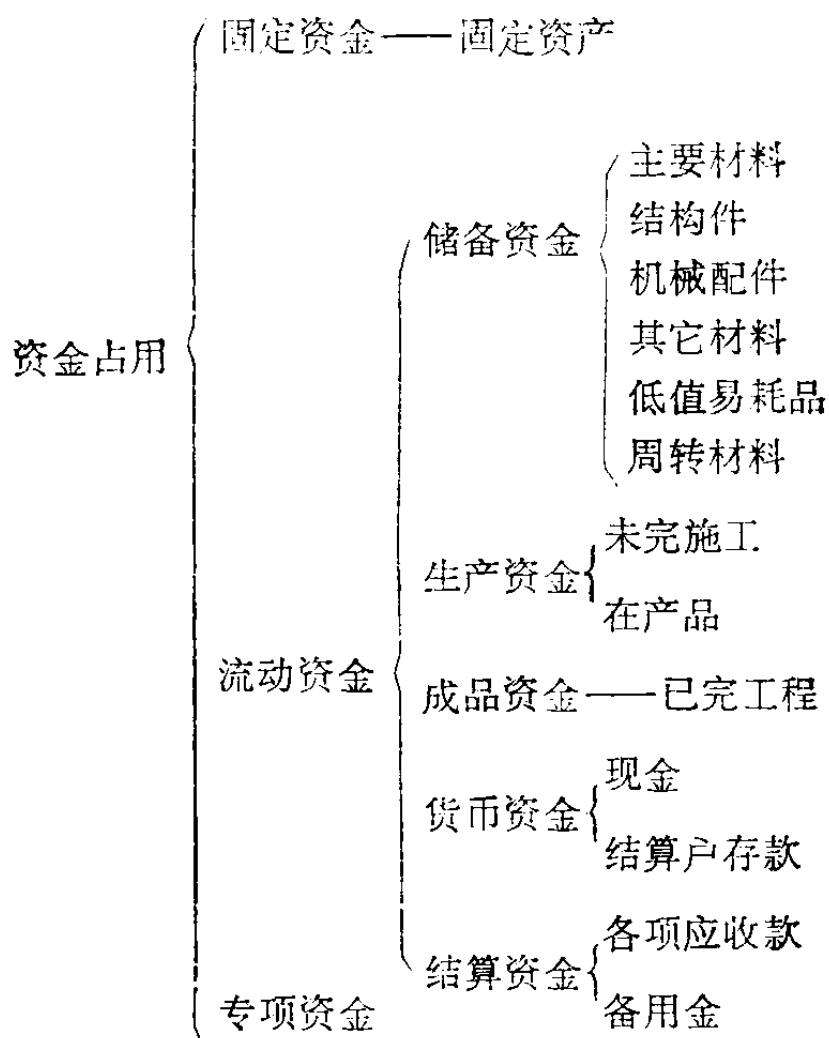 固定资金——固定资产
主要材料
结构件
储备资金
机械配件
其它材料
资金占用
低值易耗品
周转材料
未完施工
生产资金
在产品
流动资金
成品资金——已完工程
现金
货币资金
结算户存款
各项应收款
结算资金
专项资金
备用金